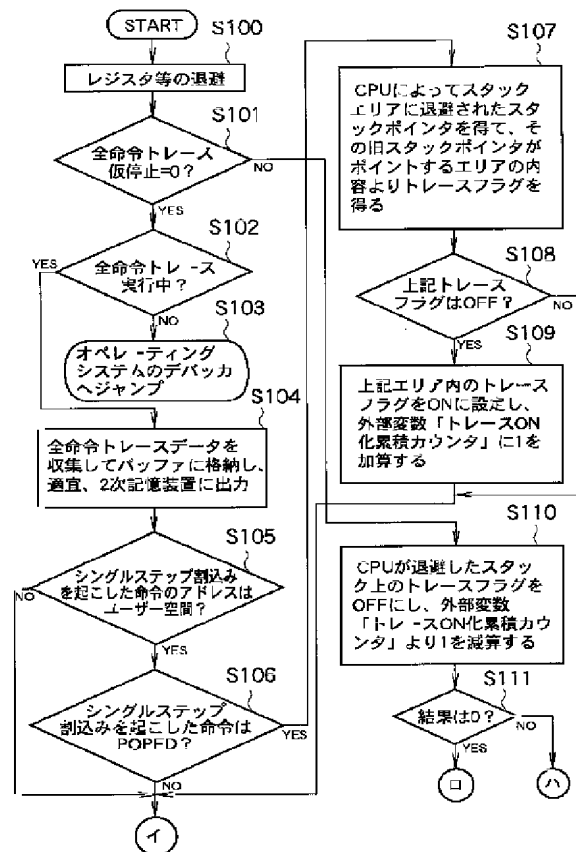 START
S100
レジスタ等の退避
S101
全命令トレース
仮停止=0?
NO
YES
S102
全命令トレース
実行中?
YES
NO
S103
オペレーティング
システムのデバッカ
へジャンプ
S104
全命令トレースデータを
収集してバッファに格納し、
適宜、2次記憶装置に出力
S105
シングルステップ割込み
を起こした命令のアドレスは
ユーザー空間?
NO
YES
S106
シングルステップ
割込みを起こした命令は
POPFD?
YES
NO
イ
S107
CPUによってスタック
エリアに退避されたスタ
ックポインタを得て、そ
の旧スタックポインタが
ポイントするエリアの内
容よりトレースフラグを
得る
S108
上記トレース
フラグはOFF?
NO
YES
S109
上記エリア内のトレース
フラグをONに設定し、
外部変数「トレースON
化累積カウンタ」に1を
加算する
S110
CPUが退避したスタッ
ク上のトレースフラグを
OFFにし、外部変数
「トレースON化累積カウ
ンタ」より1を減算する
S111
結果は0?
NO
YES
ロ
ハ